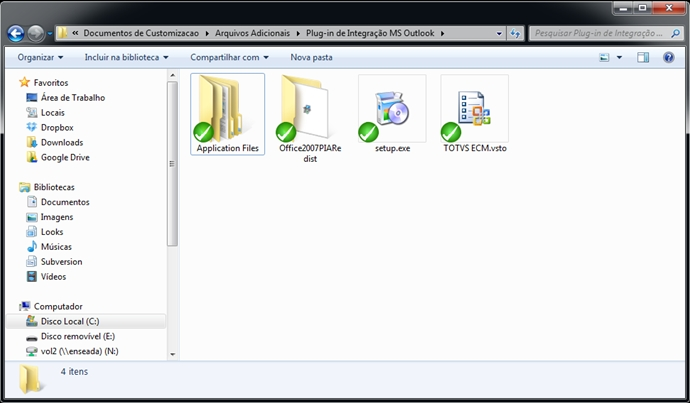 Documentos de Customizacao ▸ Arquivos Adicionais ▸ Plug-in de Integração MS Outlook ▸
Pesquisar Plug-in de Integração ...
Organizar
Incluir na biblioteca
Compartilhar com
Nova pasta
Favoritos
Área de Trabalho
Locais
Dropbox
Downloads
Google Drive
Bibliotecas
Documentos
Imagens
Looks
Músicas
Subversion
Vídeos
Computador
Disco Local (C:)
Disco removível (E:)
vol2 (\\enseada) (N:)
Application Files
Office2007PIARe
dist
setup.exe
TOTVS ECM.vsto
4 itens